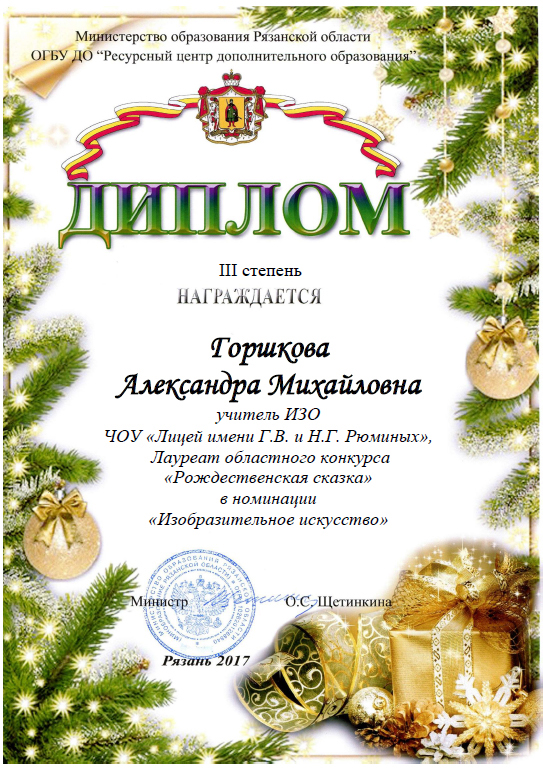 Министерство образования Рязанской области
ОГБУ ДО “Ресурсный центр дополнительного образования”
ДИПЛОМ
III степень
НАГРАЖДАЕТСЯ
Горшкова
Александра Михайловна
учитель ИЗО
ЧОУ «Лицей имени Г.В. и Н.Г. Рюминых»,
Лауреат областного конкурса
«Рождественская сказка»
в номинации
«Изобразительное искусство»
Министр О.С. Щетинкина
Рязань 2017